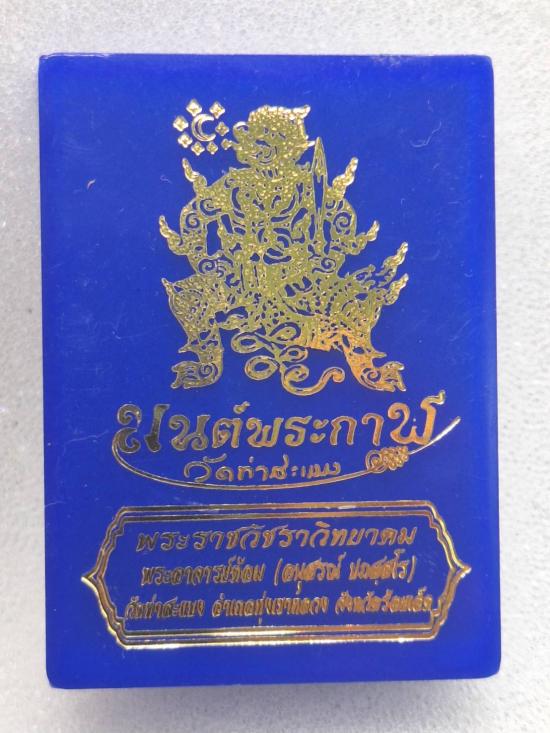 มนต์พระกาฬ
วัดท่าสะแบง
พระราชวัชราวิทยาคม
พระอาจารย์ต้อม (อนุสรณ์ ปภสฺสโร)
วัดท่าสะแบง อำเภอทุ่งเขาหลวง จังหวัดร้อยเอ็ด